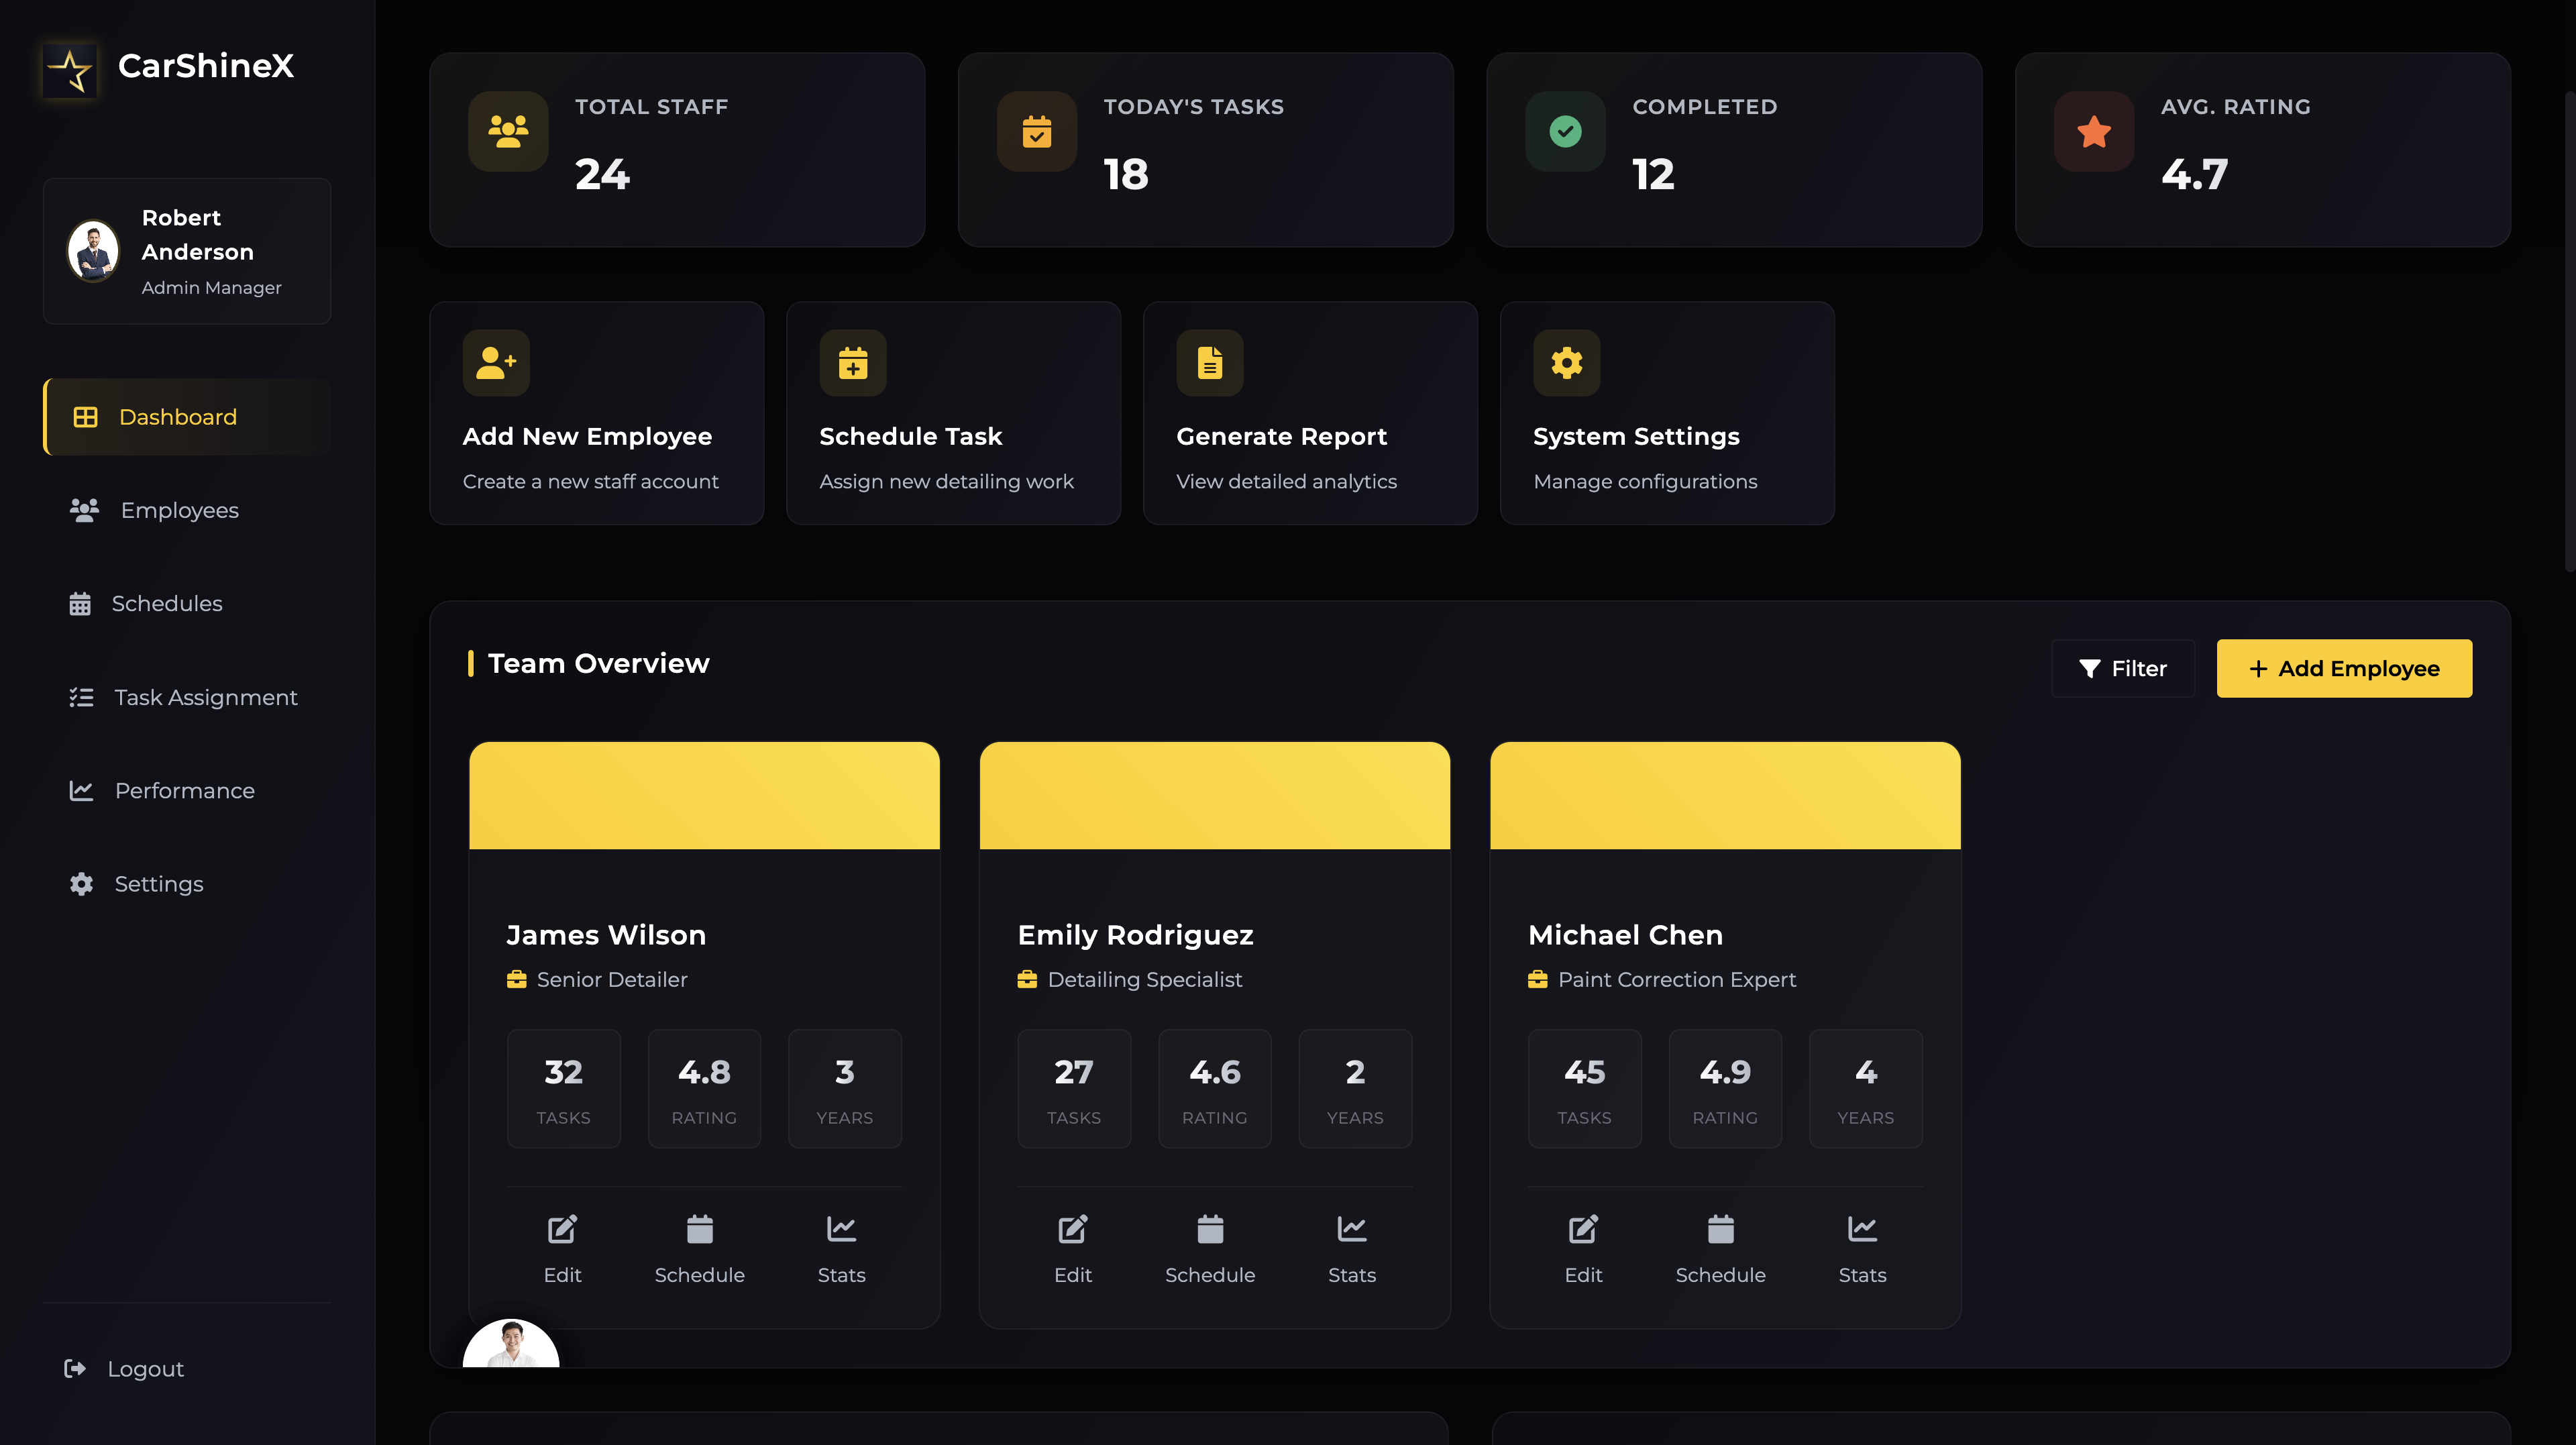 CarShineX
Robert
Anderson
Admin Manager
Dashboard
Employees
Schedules
Task Assignment
Performance
Settings
Logout
TOTAL STAFF
24
TODAY'S TASKS
18
COMPLETED
12
AVG. RATING
4.7
Add New Employee
Create a new staff account
Schedule Task
Assign new detailing work
Generate Report
View detailed analytics
System Settings
Manage configurations
Team Overview
Filter
+ Add Employee
James Wilson
Senior Detailer
32
TASKS
4.8
RATING
3
YEARS
Edit
Schedule
Stats
Emily Rodriguez
Detailing Specialist
27
TASKS
4.6
RATING
2
YEARS
Edit
Schedule
Stats
Michael Chen
Paint Correction Expert
45
TASKS
4.9
RATING
4
YEARS
Edit
Schedule
Stats